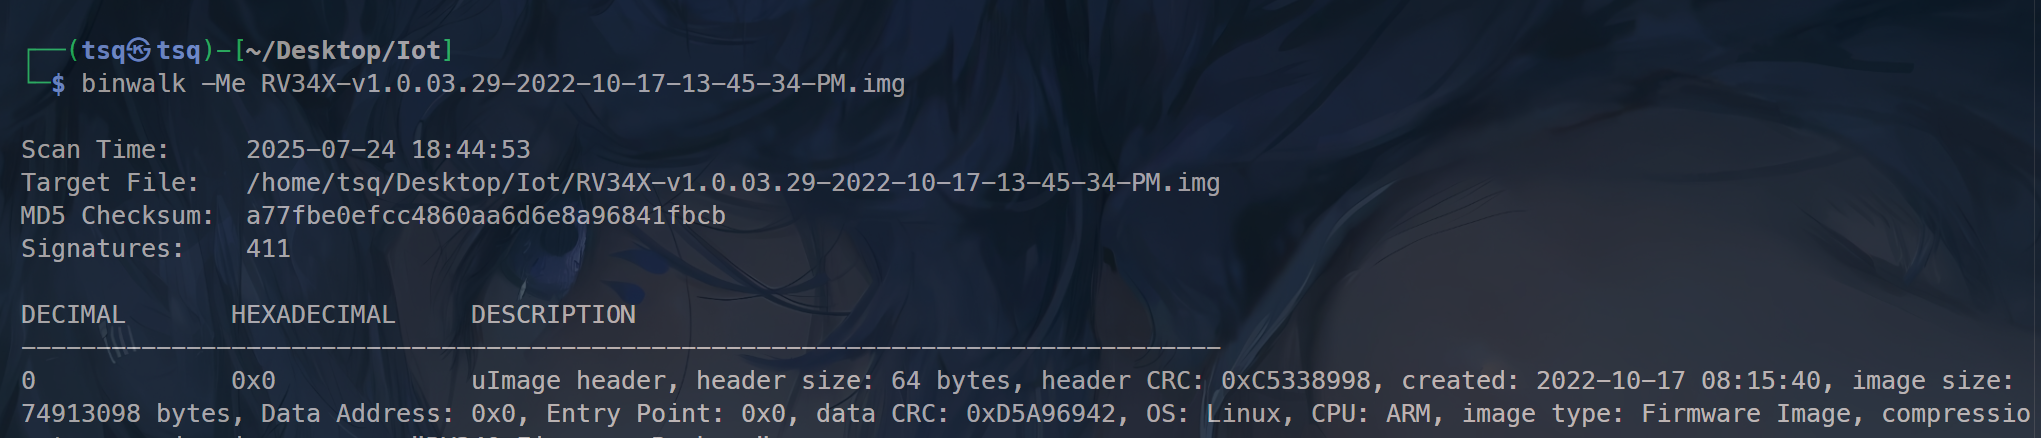 ┌──(tsq㉿tsq)-[~/Desktop/Iot]
└─$ binwalk -Me RV34X-v1.0.03.29-2022-10-17-13-45-34-PM.img
Scan Time:     2025-07-24 18:44:53
Target File:   /home/tsq/Desktop/Iot/RV34X-v1.0.03.29-2022-10-17-13-45-34-PM.img
MD5 Checksum:  a77fbe0efcc4860aa6d6e8a96841fbcb
Signatures:    411
DECIMAL       HEXADECIMAL     DESCRIPTION
--------------------------------------------------------------------------------
0             0x0             uImage header, header size: 64 bytes, header CRC: 0xC5338998, created: 2022-10-17 08:15:40, image size:
74913098 bytes, Data Address: 0x0, Entry Point: 0x0, data CRC: 0xD5A96942, OS: Linux, CPU: ARM, image type: Firmware Image, compressio